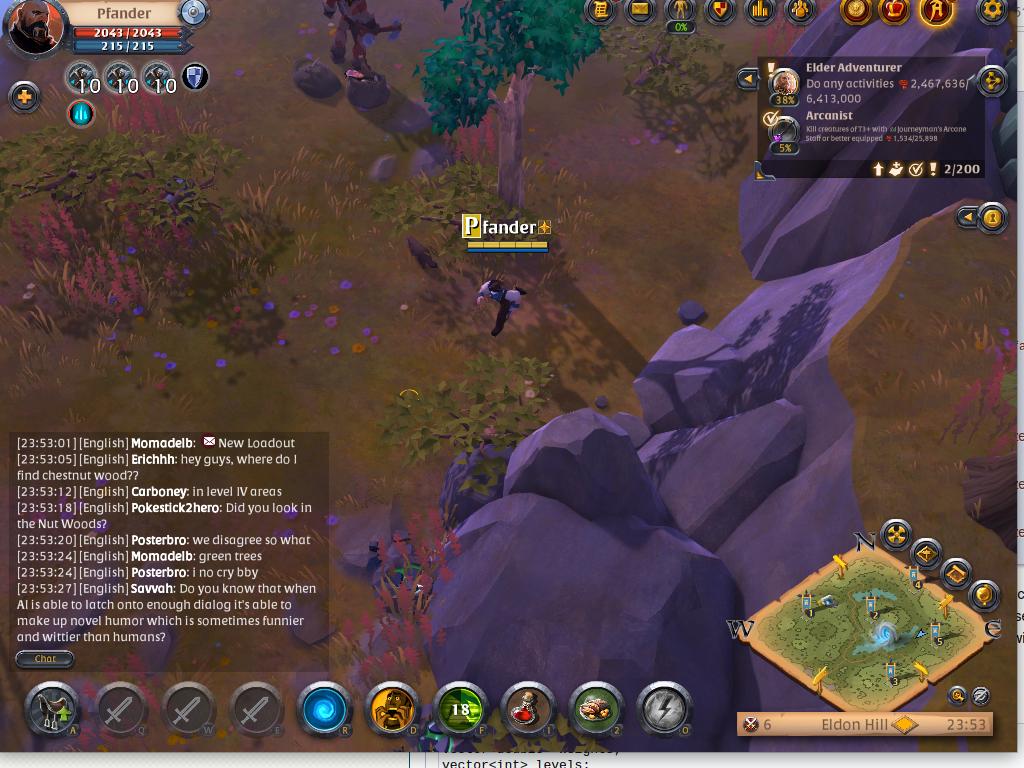 Pfander
2043 / 2043
215 / 215
10 10 10
0%
Elder Adventurer
Do any activities 2,467,636/
6,413,000
38%
Arcanist
Kill creatures of T3+ with Journeyman's Arcane
Staff or better equipped 1,534/25,898
5%
2/200
Pfander
[23:53:01] [English] Momadelb: New Loadout
[23:53:05] [English] Erichhh: hey guys, where do I
find chestnut wood??
[23:53:12] [English] Carboney: in level IV areas
[23:53:18] [English] Pokestick2hero: Did you look in
the Nut Woods?
[23:53:20] [English] Posterbro: we disagree so what
[23:53:24] [English] Momadelb: green trees
[23:53:24] [English] Posterbro: i no cry bby
[23:53:27] [English] Savvah: Do you know that when
AI is able to latch onto enough dialog it's able to
make up novel humor which is sometimes funnier
and wittier than humans?
Chat
N
W
E
4
5
3
A Q W E R D F 1 2 O
18
6 Eldon Hill 23:53
vector<int> levels;